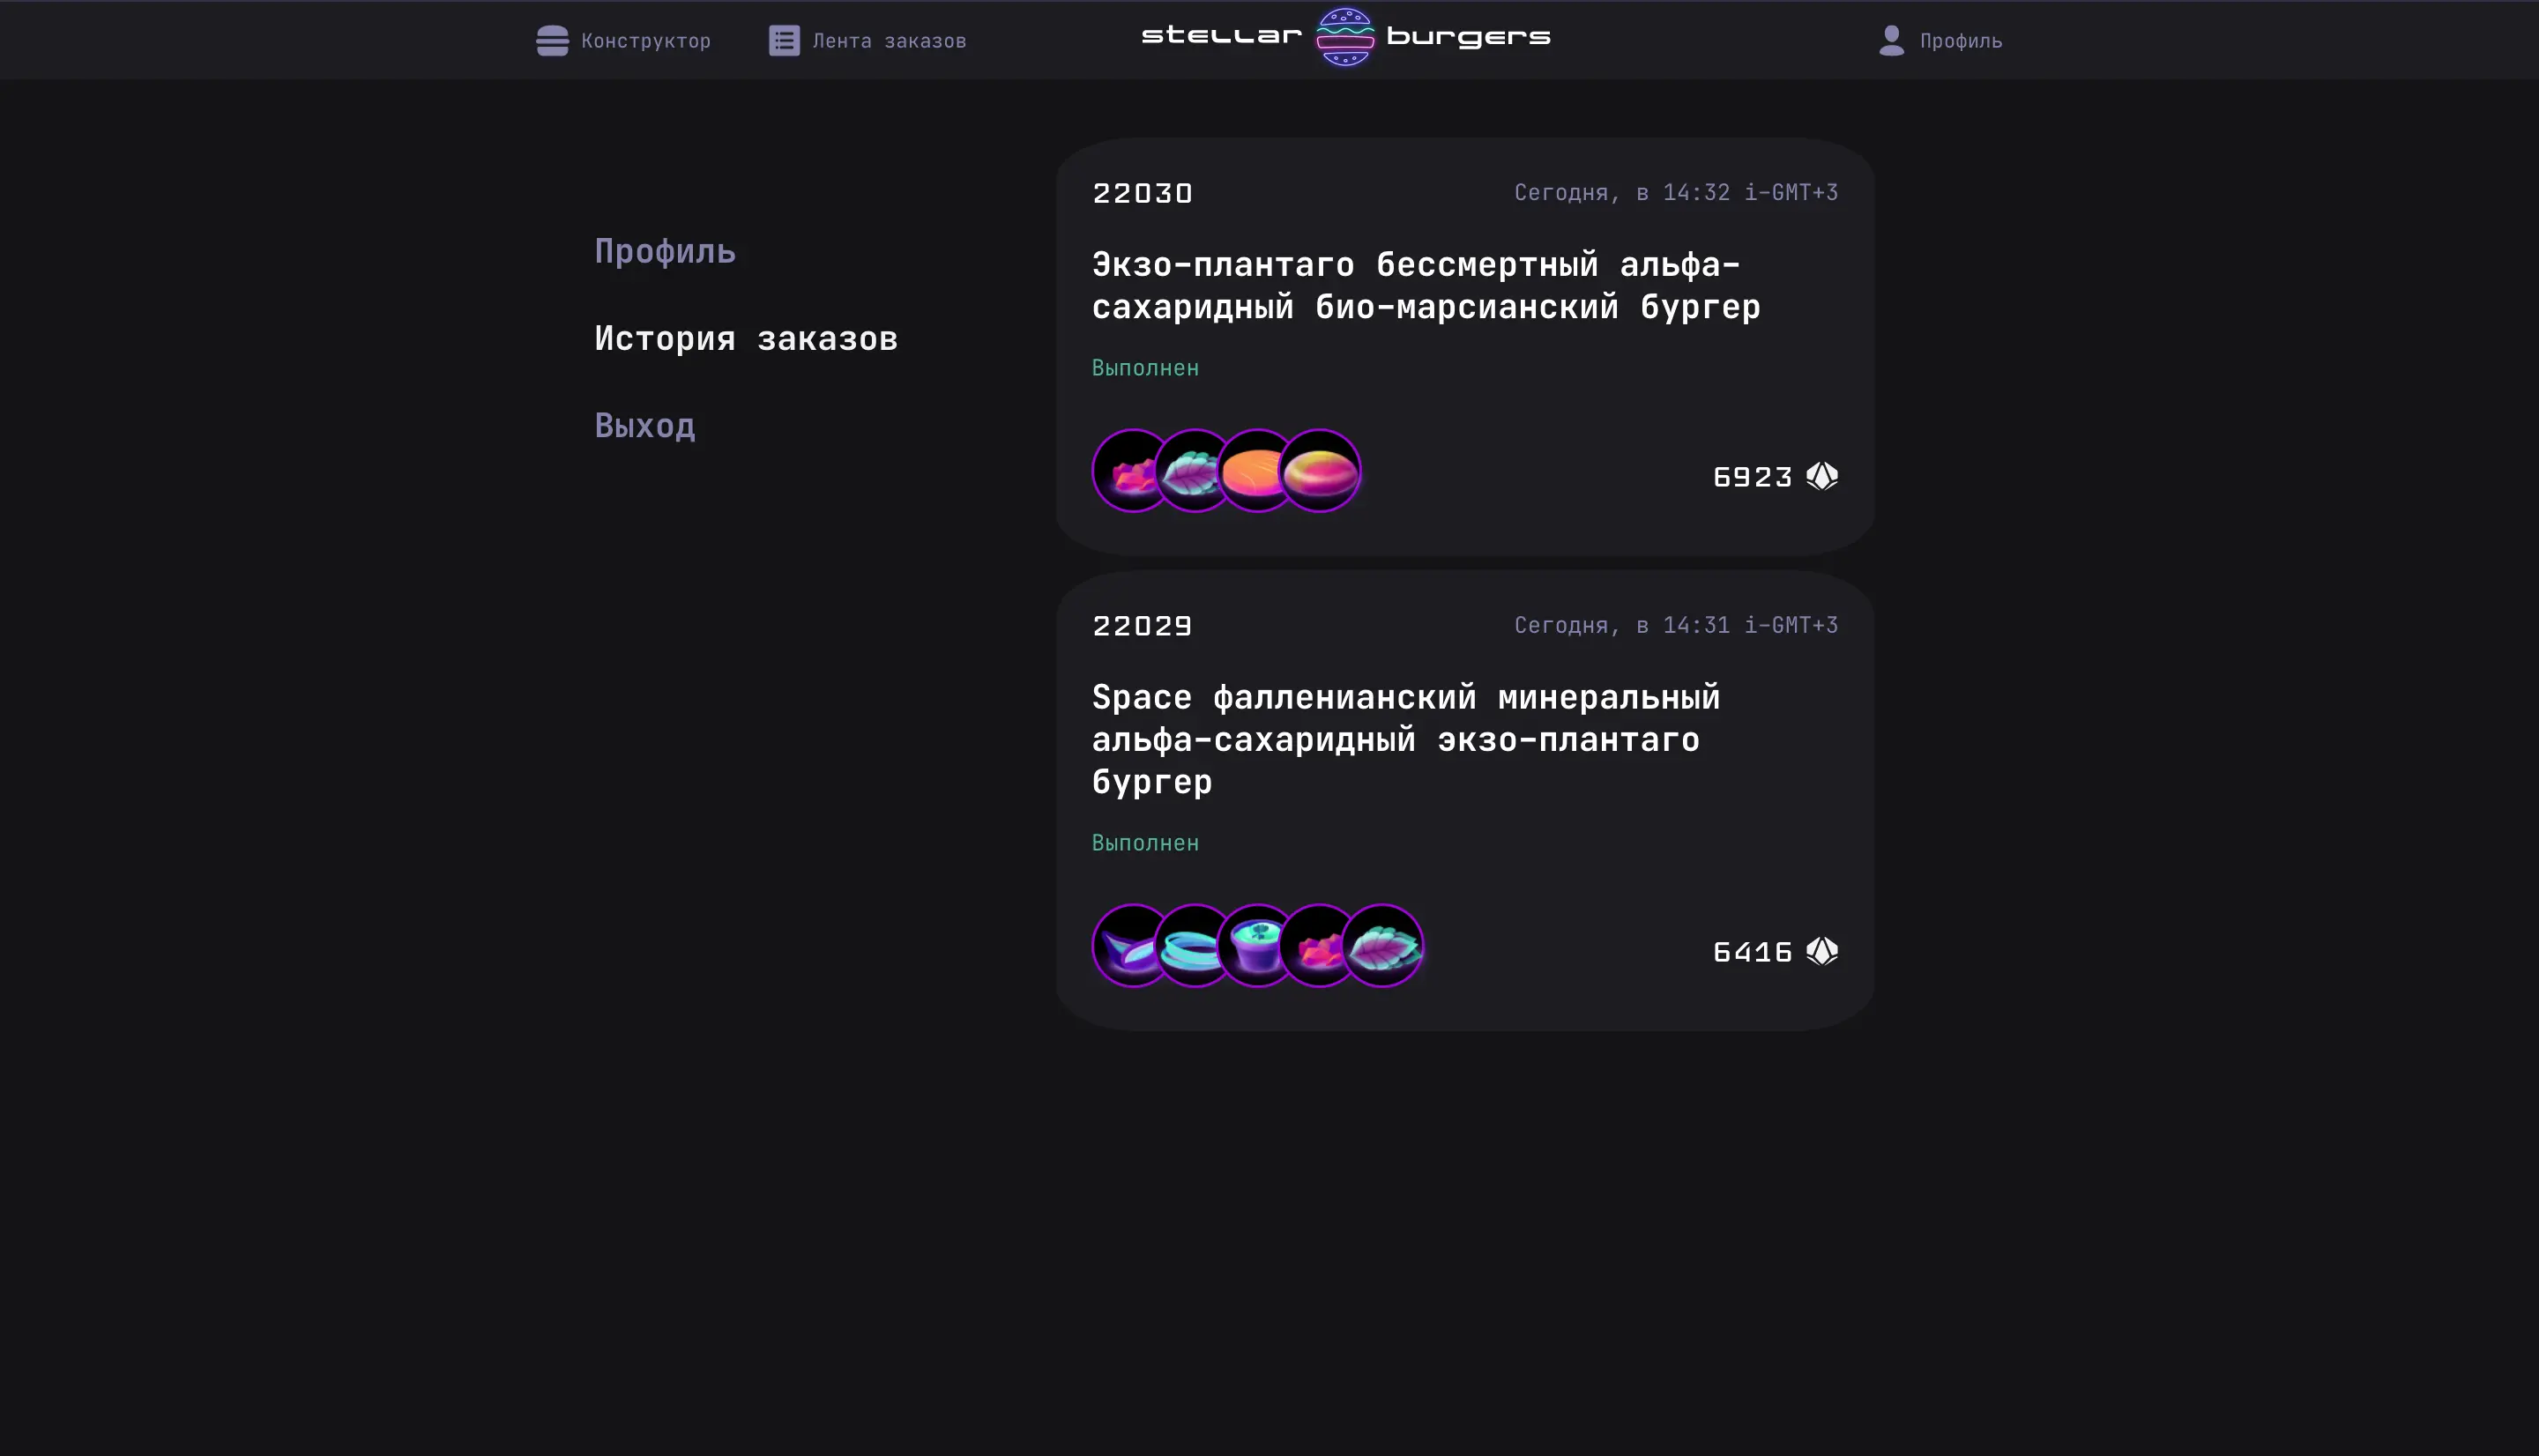 Конструктор
Лента заказов
stellar burgers
Профиль
Профиль
История заказов
Выход
22030
Сегодня, в 14:32 i-GMT+3
Экзо-плантаго бессмертный альфа-
сахаридный био-марсианский бургер
Выполнен
6923
22029
Сегодня, в 14:31 i-GMT+3
Space фалленианский минеральный
альфа-сахаридный экзо-плантаго
бургер
Выполнен
6416